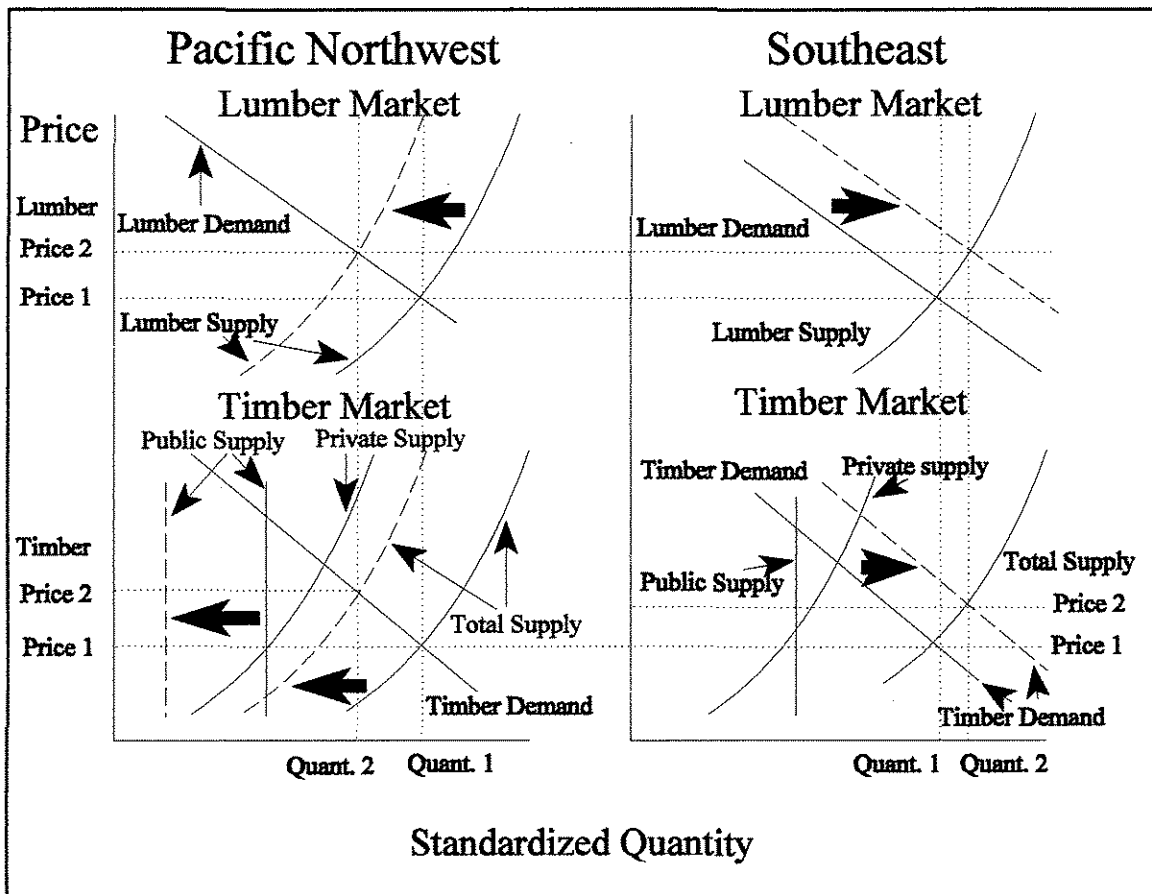 Pacific Northwest
Southeast
Lumber Market
Lumber Market
Price
Lumber
Price 2
Price 1
Lumber Demand
Lumber Supply
Lumber Demand
Lumber Supply
Timber Market
Timber Market
Public Supply
Private Supply
Timber
Price 2
Price 1
Total Supply
Timber Demand
Timber Demand
Private supply
Public Supply
Total Supply
Price 2
Price 1
Timber Demand
Quant. 2
Quant. 1
Quant. 1
Quant. 2
Standardized Quantity